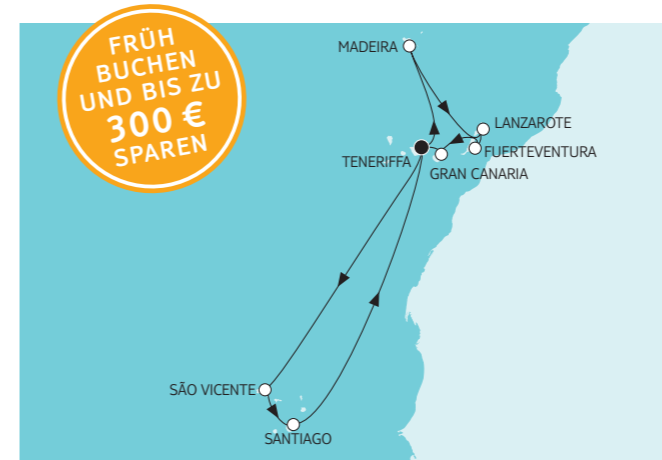 FRÜH
BUCHEN
UND BIS ZU
300 €
SPAREN
MADEIRA
LANZAROTE
TENERIFFA
FUERTEVENTURA
GRAN CANARIA
SÃO VICENTE
SANTIAGO